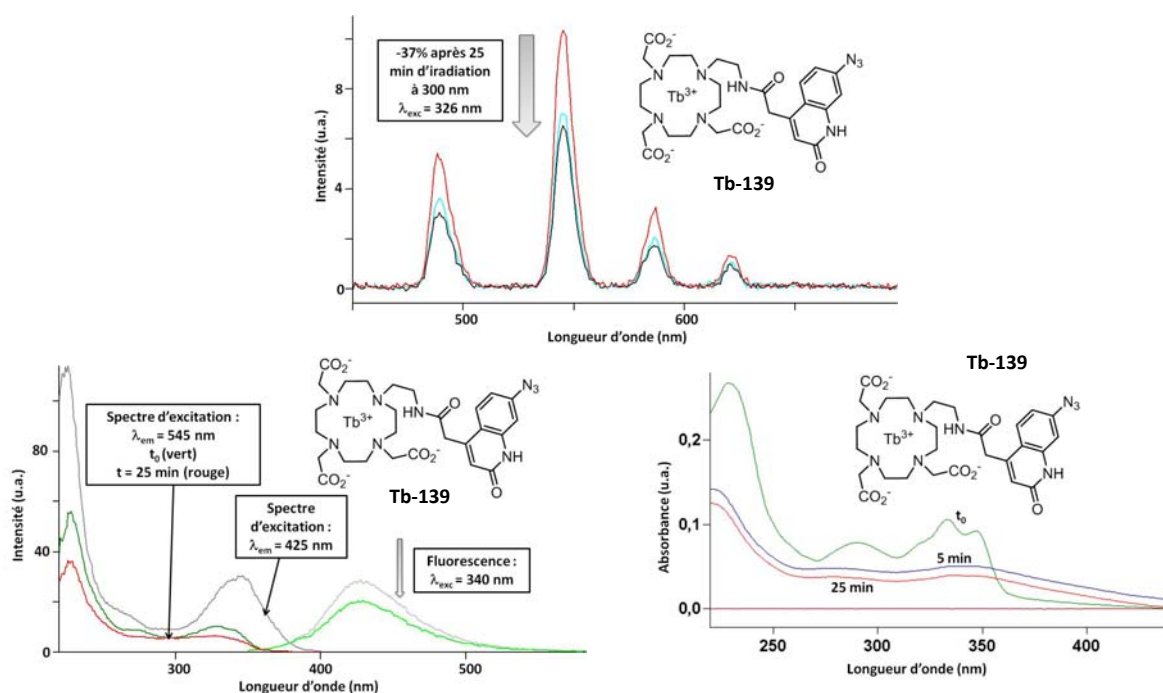 -37% après 25
min d'iradiation
à 300 nm
λexc = 326 nm
10
8
4
0
Intensité (u.a.)
500
600
Longueur d'onde (nm)
CO2-
N
N
N
N
Tb3+
CO2-
CO2-
NH
O
N3
NH
O
Tb-139
80
40
0
Intensité (u.a.)
300
400
500
Longueur d'onde (nm)
Spectre d'excitation :
λem = 545 nm
t0 (vert)
t = 25 min (rouge)
Spectre
d'excitation :
λem = 425 nm
Fluorescence :
λexc = 340 nm
CO2-
N
N
N
N
Tb3+
CO2-
CO2-
HN
O
N3
NH
O
Tb-139
Tb-139
0,2
0,1
0,0
Absorbance (u.a.)
250
300
350
400
Longueur d'onde (nm)
t0
5 min
25 min
CO2-
N
N
N
N
Tb3+
CO2-
CO2-
HN
O
N3
NH
O